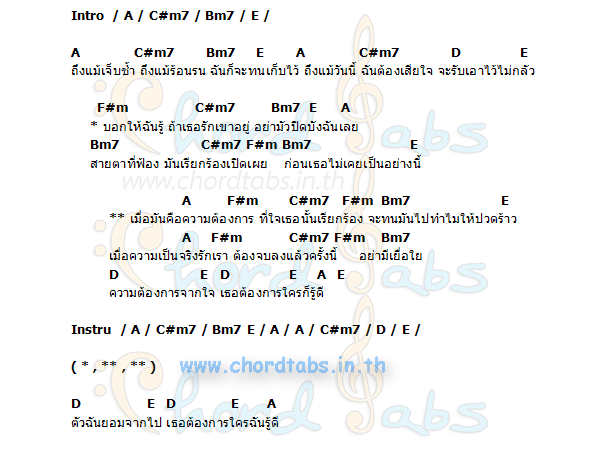 Intro / A / C#m7 / Bm7 / E /
A C#m7 Bm7 E A C#m7 D E
ถึงแม้เจ็บช้ำ ถึงแม้ร้อนรน ฉันก็จะทนเก็บไว้ ถึงแม้วันนี้ ฉันต้องเสียใจ จะรับเอาไว้ไม่กลัว
F#m C#m7 Bm7 E A
* บอกให้ฉันรู้ ถ้าเธอรักเขาอยู่ อย่ามัวปิดบังฉันเลย
Bm7 C#m7 F#m Bm7 E
สายตาที่ฟ้อง มันเรียกร้องเปิดเผย ก่อนเธอไม่เคยเป็นอย่างนี้
www.chordtabs.in.th
A F#m C#m7 F#m Bm7 E
** เมื่อมันคือความต้องการ ที่ใจเธอนั้นเรียกร้อง จะทนมันไปทำไมให้ปวดร้าว
A F#m C#m7 F#m Bm7
เมื่อความเป็นจริงรักเรา ต้องจบลงแล้วครั้งนี้ อย่ามีเยื่อใย
D E D E A E
ความต้องการจากใจ เธอต้องการใครก็รู้ดี
Instru / A / C#m7 / Bm7 E / A / A / C#m7 / D / E /
( * , ** , ** )
www.chordtabs.in.th
D E D E A
ตัวฉันยอมจากไป เธอต้องการใครฉันรู้ดี